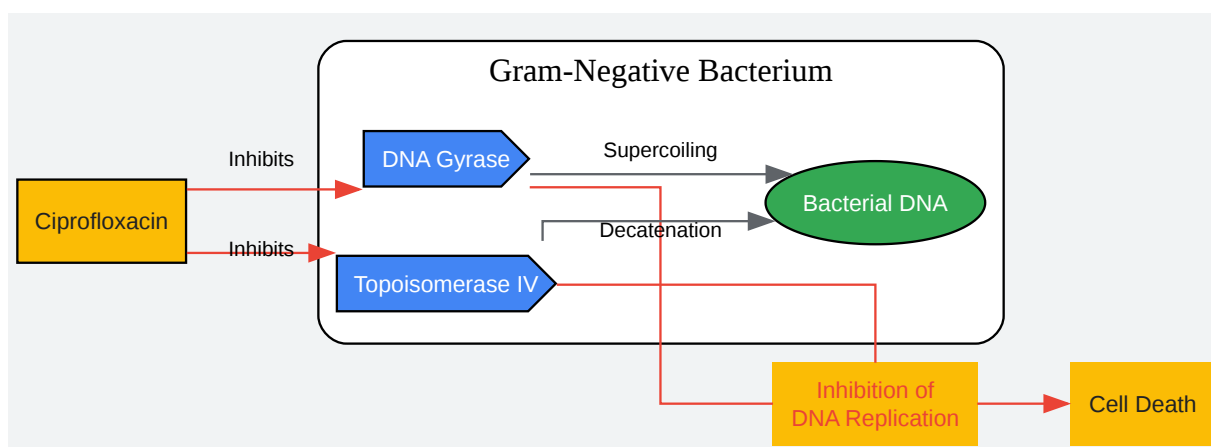 Gram-Negative Bacterium
Inhibits
DNA Gyrase
Supercoiling
Ciprofloxacin
Bacterial DNA
Inhibits
Decatenation
Topoisomerase IV
Inhibition of
DNA Replication
Cell Death